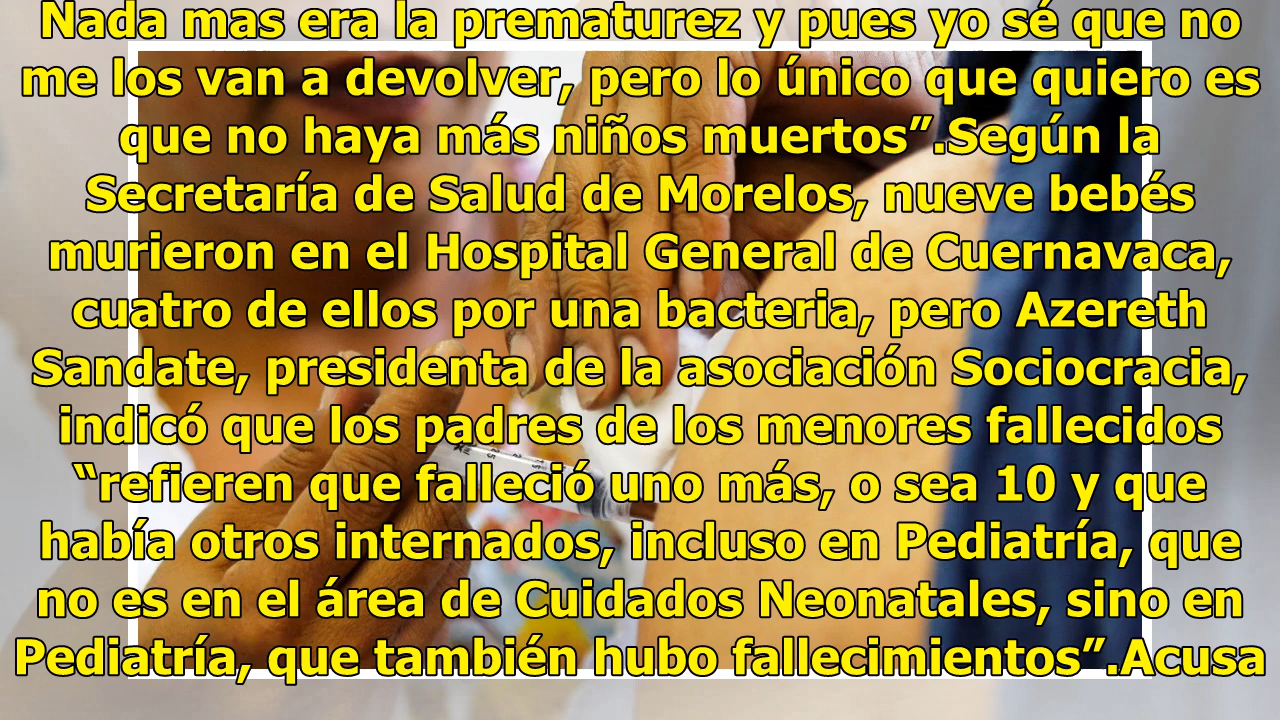 Nada mas era la prematurez y pues yo sé que no
me los van a devolver, pero lo único que quiero es
que no haya más niños muertos”.Según la
Secretaría de Salud de Morelos, nueve bebés
murieron en el Hospital General de Cuernavaca,
cuatro de ellos por una bacteria, pero Azereth
Sandate, presidenta de la asociación Sociocracia,
indicó que los padres de los menores fallecidos
“refieren que falleció uno más, o sea 10 y que
había otros internados, incluso en Pediatría, que
no es en el área de Cuidados Neonatales, sino en
Pediatría, que también hubo fallecimientos”.Acusa